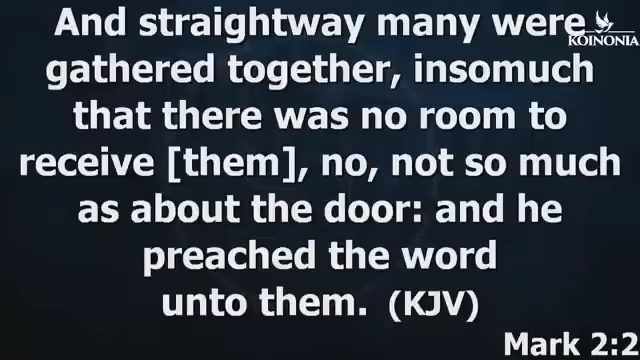 And straightway many were
KOINONIA
gathered together, insomuch
that there was no room to
receive [them], no, not so much
as about the door: and he
preached the word
unto them. (KJV)
Mark 2:2